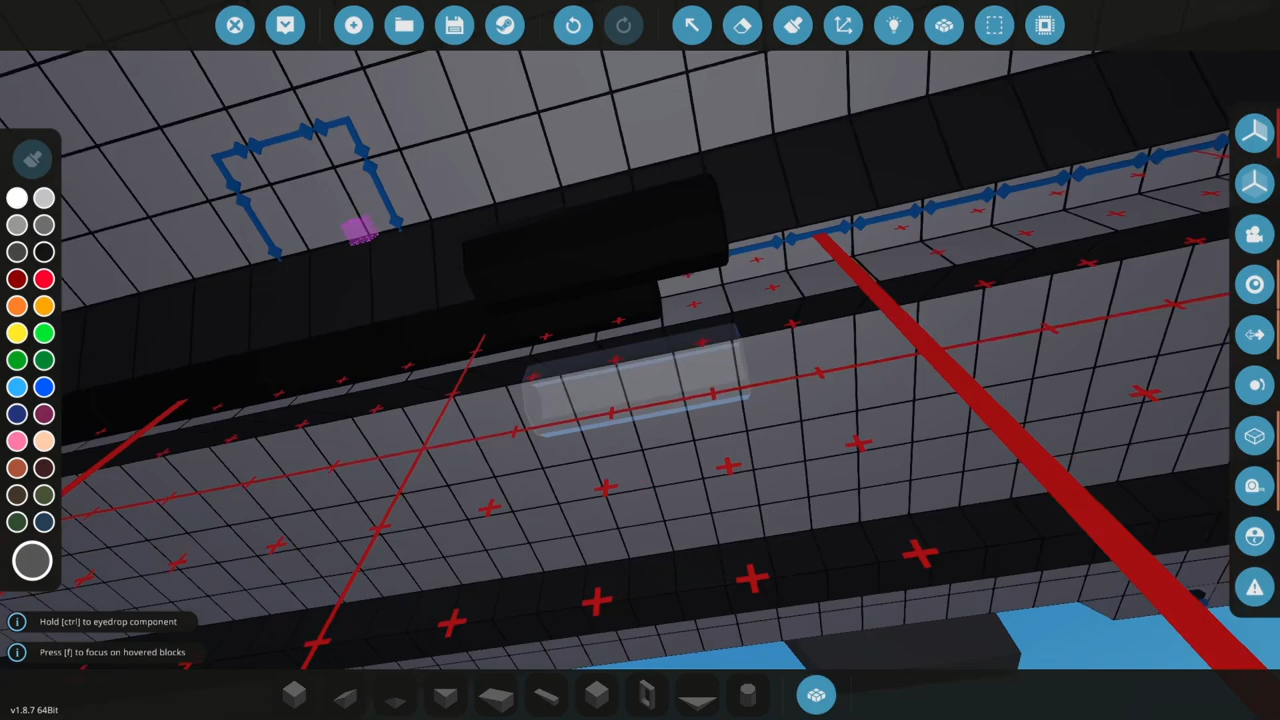 Hold [ctrl] to eyedrop component
Press [f] to focus on hovered blocks
v1.8.7 64Bit